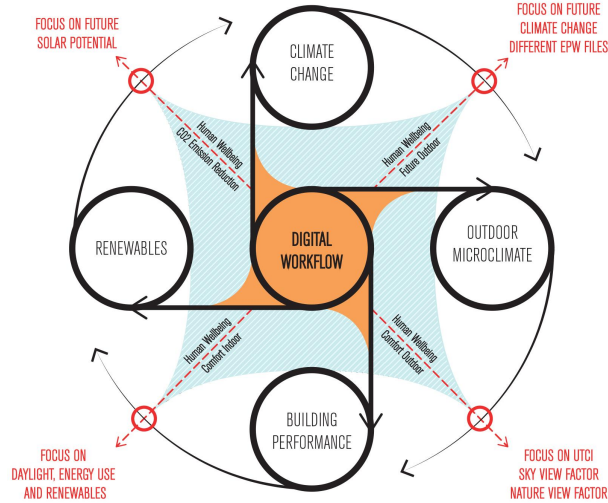 FOCUS ON FUTURE
SOLAR POTENTIAL
FOCUS ON FUTURE
CLIMATE CHANGE
DIFFERENT EPW FILES
CLIMATE
CHANGE
Human Wellbeing
CO2 Emission Reduction
Human Wellbeing
Future Outdoor
RENEWABLES
DIGITAL
WORKFLOW
OUTDOOR
MICROCLIMATE
Human Wellbeing
Comfort Indoor
Human Wellbeing
Comfort Outdoor
BUILDING
PERFORMANCE
FOCUS ON
DAYLIGHT, ENERGY USE
AND RENEWABLES
FOCUS ON UTCI
SKY VIEW FACTOR
NATURE VIEW FACTOR